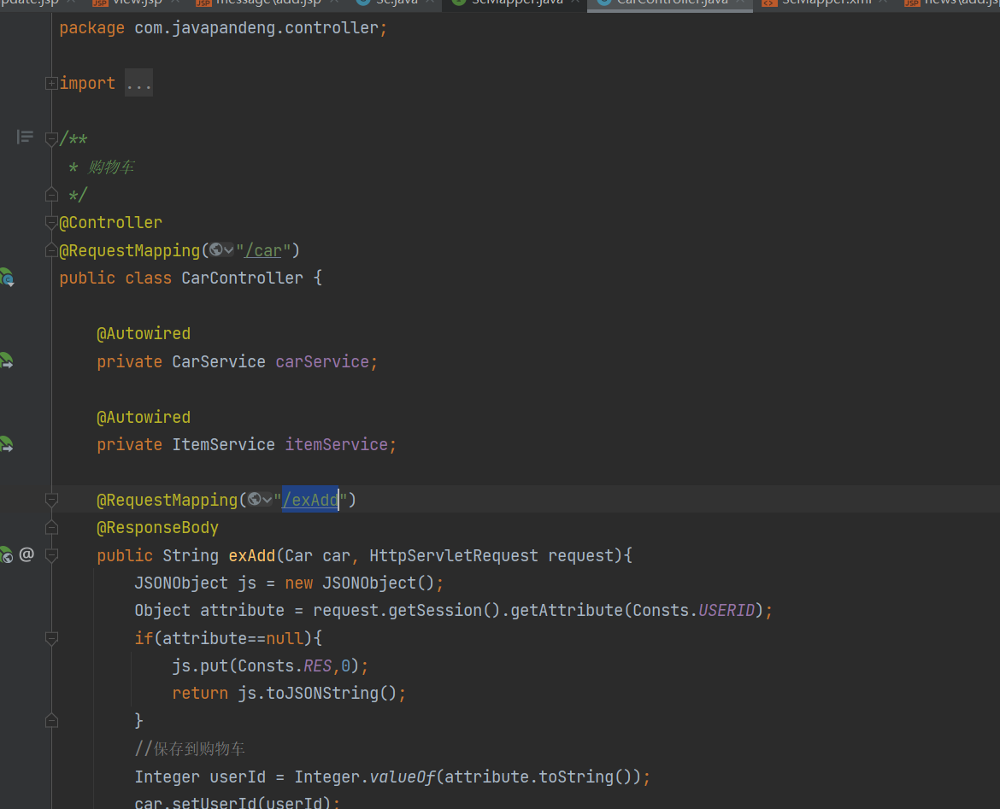 pdate.jsp view.jsp message\add.jsp Sc.java ScMapper.java CarController.java ScMapper.xml news\add.jsp
package com.javapandeng.controller;
import ...
/**
* 购物车
*/
@Controller
@RequestMapping("/car")
public class CarController {
@Autowired
private CarService carService;
@Autowired
private ItemService itemService;
@RequestMapping("/exAdd")
@ResponseBody
public String exAdd(Car car, HttpServletRequest request){
JSONObject js = new JSONObject();
Object attribute = request.getSession().getAttribute(Consts.USERID);
if(attribute==null){
js.put(Consts.RES,0);
return js.toJSONString();
}
//保存到购物车
Integer userId = Integer.valueOf(attribute.toString());
car.setUserId(userId);